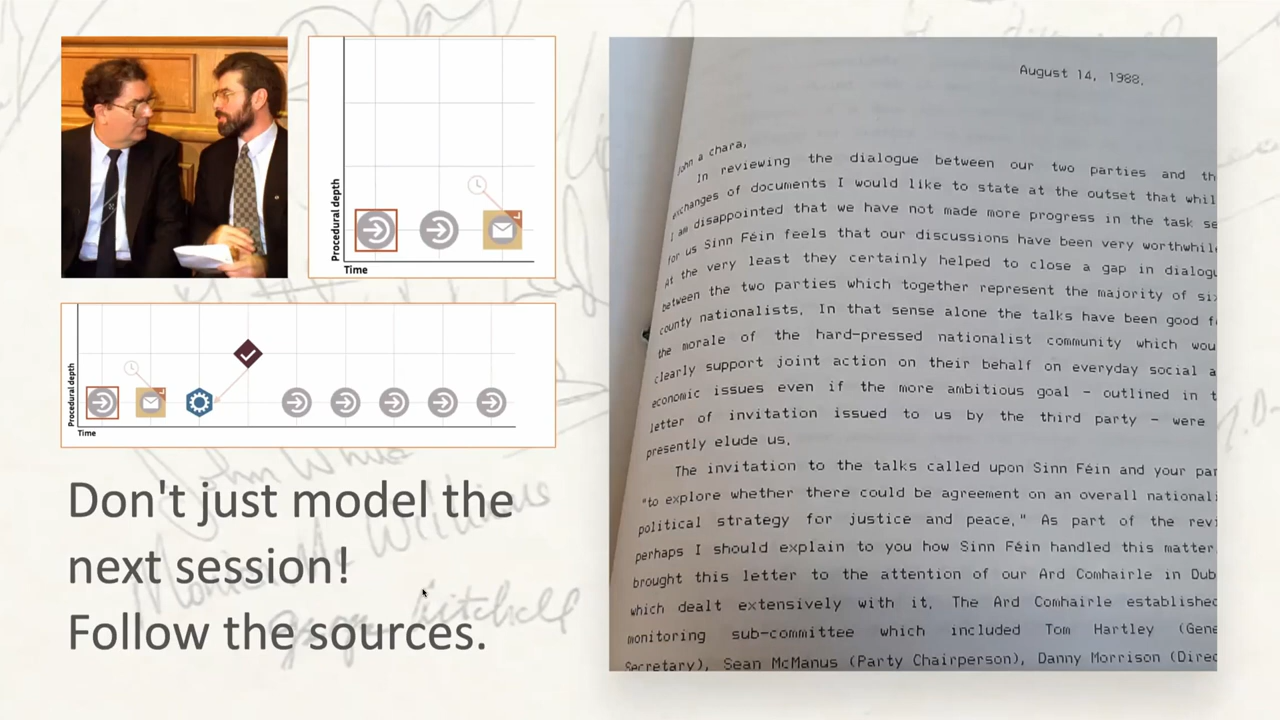 Procedural depth
Time
Procedural depth
Time
Don't just model the
next session!
Follow the sources.
August 14, 1988.
John a chara,
In reviewing the dialogue between our two parties and th
exchanges of documents I would like to state at the outset that whil
I am disappointed that we have not made more progress in the task se
for us Sinn Féin feels that our discussions have been very worthwhil
At the very least they certainly helped to close a gap in dialogu
between the two parties which together represent the majority of si
county nationalists. In that sense alone the talks have been good f
the morale of the hard-pressed nationalist community which wou
clearly support joint action on their behalf on everyday social a
economic issues even if the more ambitious goal - outlined in t
letter of invitation issued to us by the third party - were
presently elude us.
The invitation to the talks called upon Sinn Féin and your par
"to explore whether there could be agreement on an overall national
political strategy for justice and peace." As part of the revi
perhaps I should explain to you how Sinn Féin handled this matter.
brought this letter to the attention of our Ard Comhairle in Dub
which dealt extensively with it. The Ard Comhairle established
monitoring sub-committee which included Tom Hartley (Gene
Secretary), Sean McManus (Party Chairperson), Danny Morrison (Direc
John White
Monica McWilliams
George Mitchell